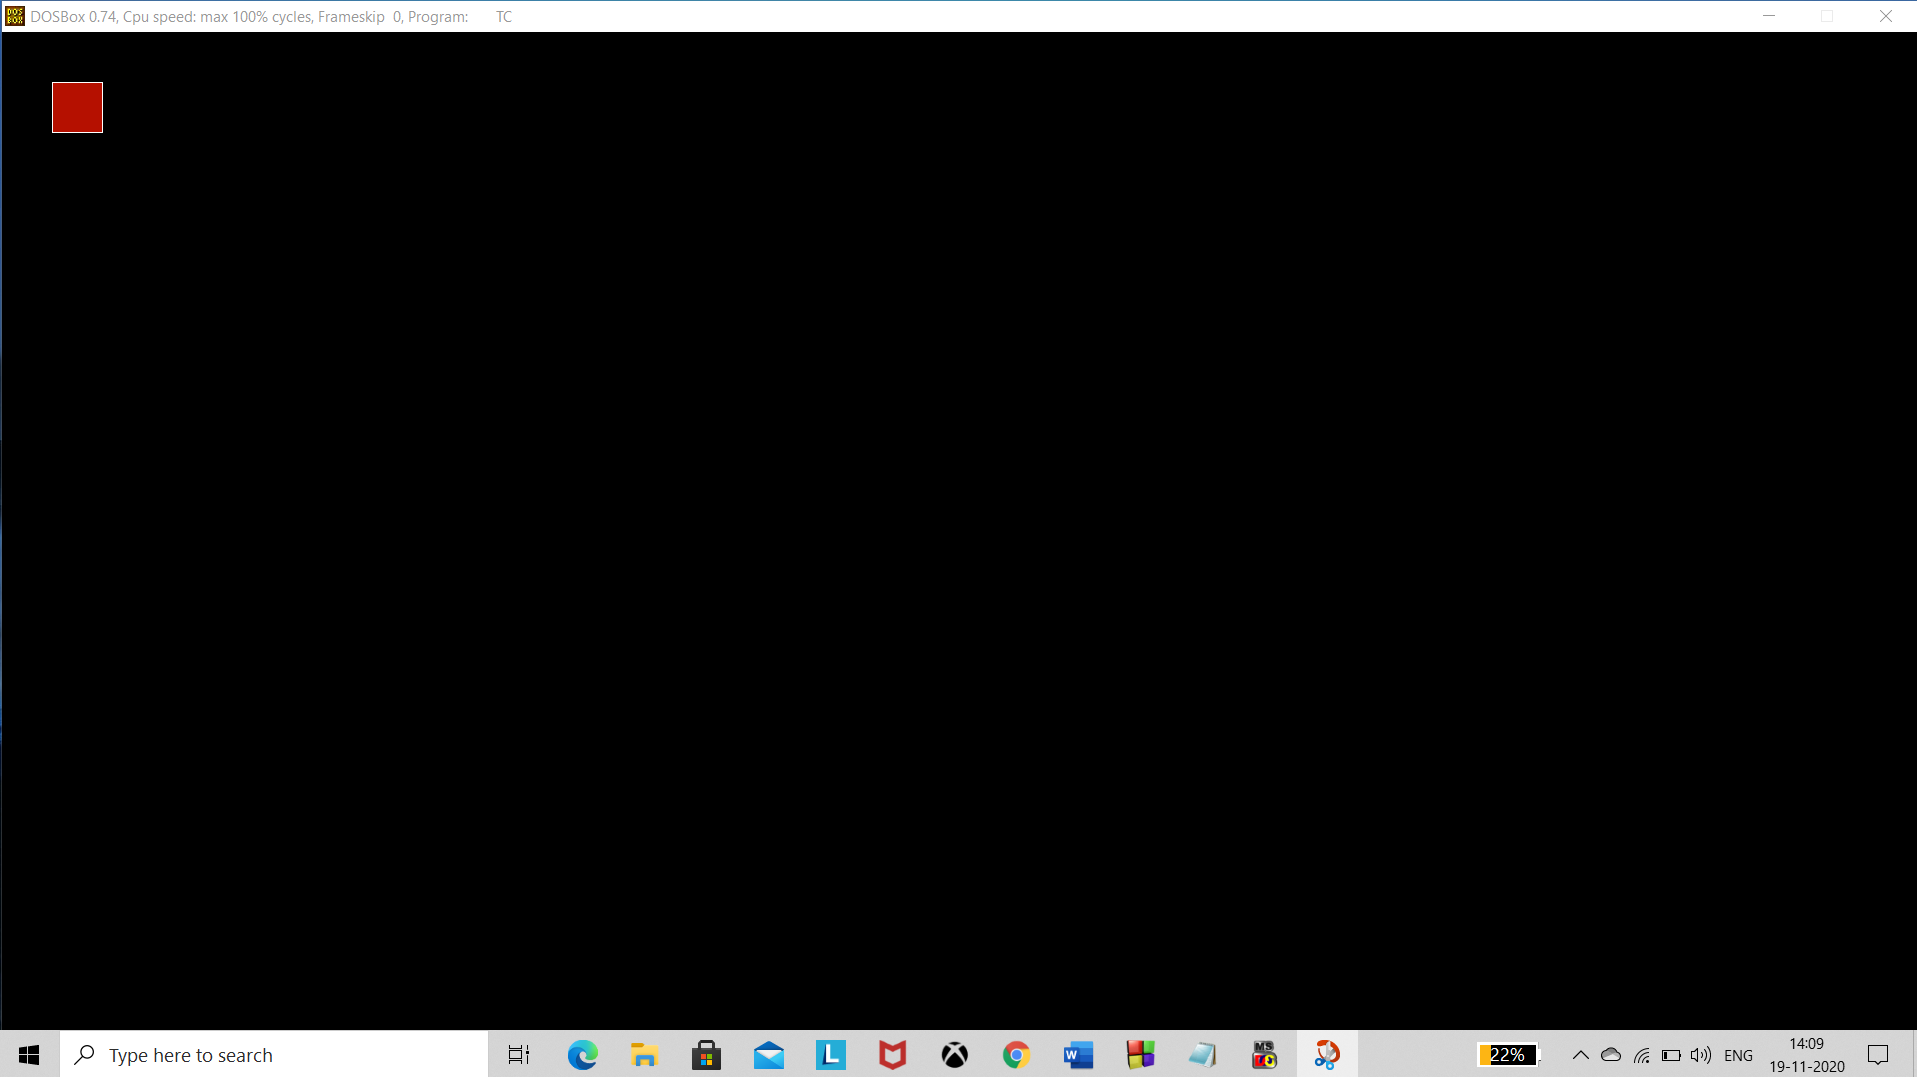 DOSBox 0.74, Cpu speed: max 100% cycles, Frameskip 0, Program: TC
Type here to search
22%
ENG
14:09
19-11-2020